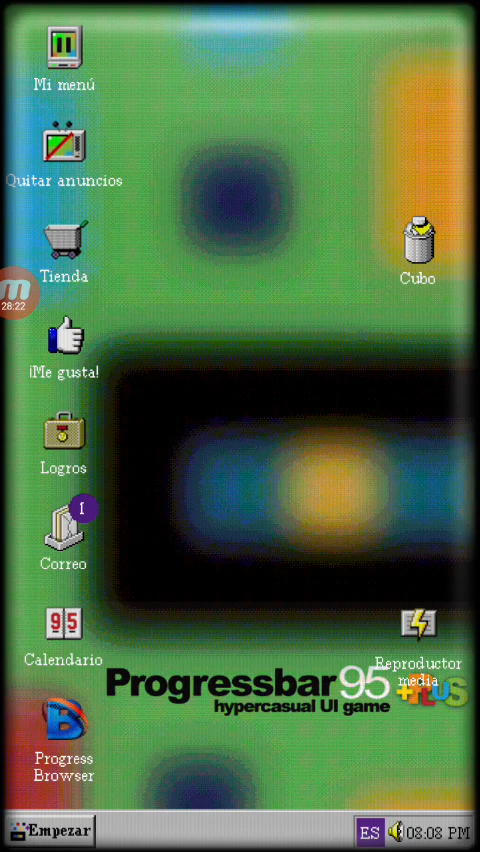 Mi menú
Quitar anuncios
Tienda
Cubo
m
28:22
¡Me gusta!
Logros
1
Correo
95
Calendario
Reproductor
media
Progressbar95
+PLUS
hypercasual UI game
Progress
Browser
Empezar
ES
08:08 PM